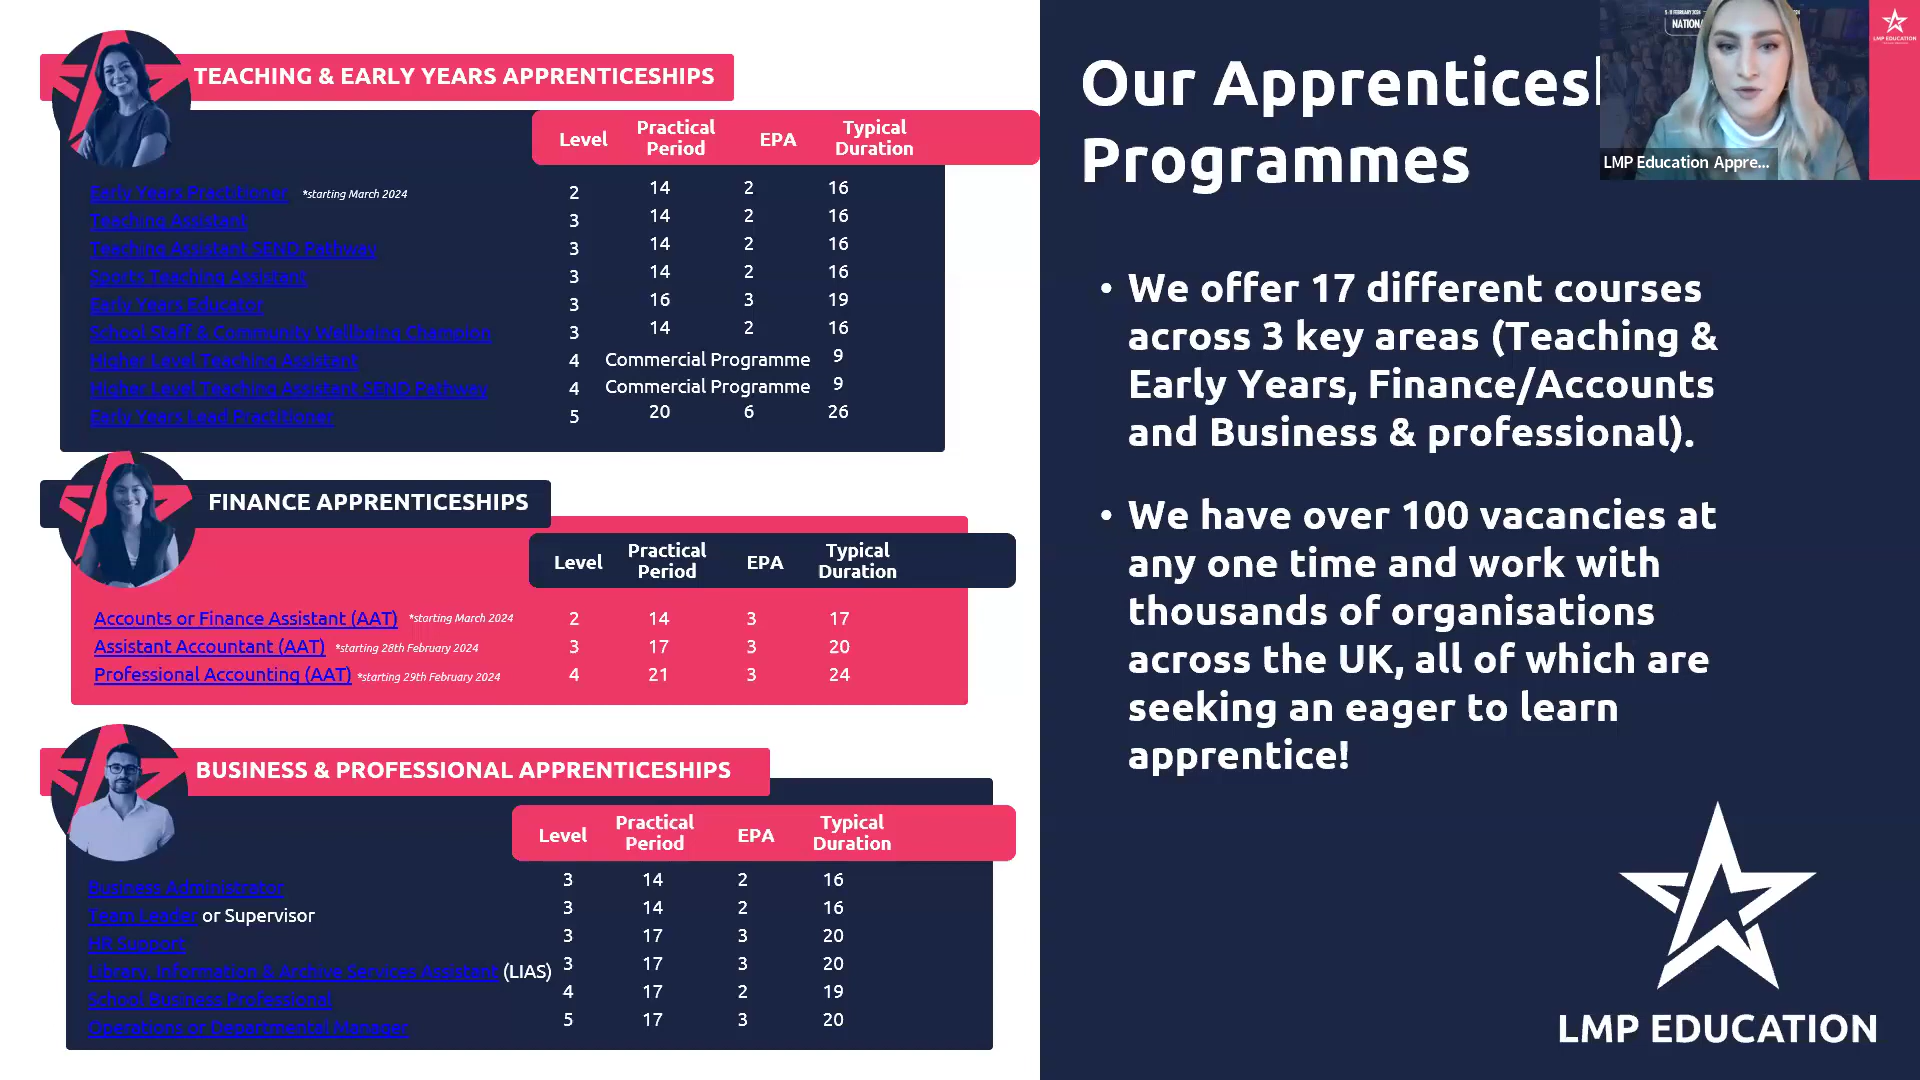 TEACHING & EARLY YEARS APPRENTICESHIPS
Level Practical Period EPA Typical Duration
Early Years Practitioner *starting March 2024 2 14 2 16
Teaching Assistant 3 14 2 16
Teaching Assistant SEND Pathway 3 14 2 16
Sports Teaching Assistant 3 14 2 16
Early Years Educator 3 16 3 19
School Staff & Community Wellbeing Champion 3 14 2 16
Higher Level Teaching Assistant 4 Commercial Programme 9
Higher Level Teaching Assistant SEND Pathway 4 Commercial Programme 9
Early Years Lead Practitioner 5 20 6 26
FINANCE APPRENTICESHIPS
Level Practical Period EPA Typical Duration
Accounts or Finance Assistant (AAT) *starting March 2024 2 14 3 17
Assistant Accountant (AAT) *starting 28th February 2024 3 17 3 20
Professional Accounting (AAT) *starting 29th February 2024 4 21 3 24
BUSINESS & PROFESSIONAL APPRENTICESHIPS
Level Practical Period EPA Typical Duration
Business Administrator 3 14 2 16
Team Leader or Supervisor 3 14 2 16
HR Support 3 17 3 20
Library, Information & Archive Services Assistant (LIAS) 3 17 3 20
School Business Professional 4 17 2 19
Operations or Departmental Manager 5 17 3 20
Our Apprentices
Programmes
• We offer 17 different courses
across 3 key areas (Teaching &
Early Years, Finance/Accounts
and Business & professional).
• We have over 100 vacancies at
any one time and work with
thousands of organisations
across the UK, all of which are
seeking an eager to learn
apprentice!
LMP EDUCATION
NATION
LMP EDUCATION
LMP Education Appre...